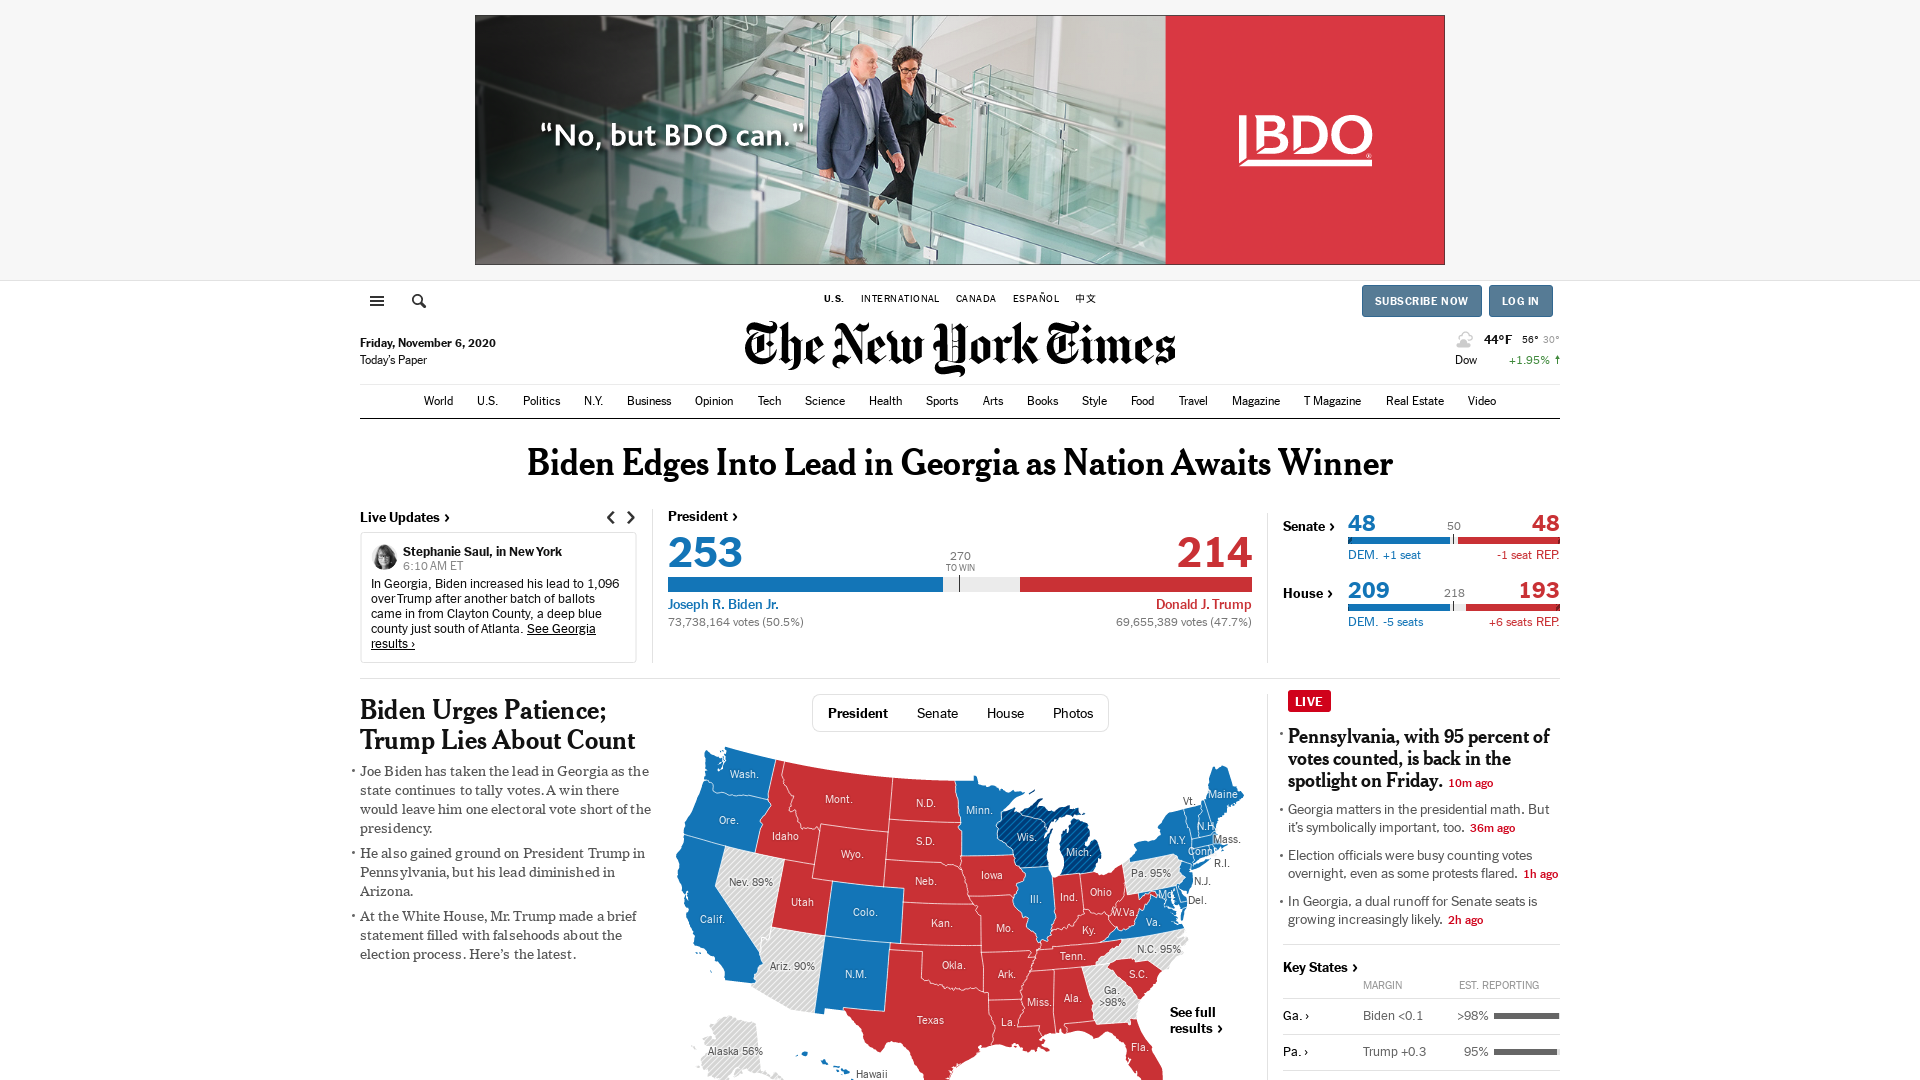 “No, but BDO can.”
BDO
U.S. INTERNATIONAL CANADA ESPAÑOL 中文
SUBSCRIBE NOW LOG IN
Friday, November 6, 2020
Today’s Paper
The New York Times
44°F 56° 30°
Dow +1.95% ↑
World U.S. Politics N.Y. Business Opinion Tech Science Health Sports Arts Books Style Food Travel Magazine T Magazine Real Estate Video
Biden Edges Into Lead in Georgia as Nation Awaits Winner
Live Updates ›
Stephanie Saul, in New York
6:10 AM ET
In Georgia, Biden increased his lead to 1,096
over Trump after another batch of ballots
came in from Clayton County, a deep blue
county just south of Atlanta. See Georgia
results ›
President ›
253 214
270
TO WIN
Joseph R. Biden Jr. Donald J. Trump
73,738,164 votes (50.5%) 69,655,389 votes (47.7%)
Senate › 48 50 48
DEM. +1 seat -1 seat REP.
House › 209 218 193
DEM. -5 seats +6 seats REP.
Biden Urges Patience;
Trump Lies About Count
• Joe Biden has taken the lead in Georgia as the
state continues to tally votes. A win there
would leave him one electoral vote short of the
presidency.
• He also gained ground on President Trump in
Pennsylvania, but his lead diminished in
Arizona.
• At the White House, Mr. Trump made a brief
statement filled with falsehoods about the
election process. Here’s the latest.
President Senate House Photos
Wash.
Mont.
N.D.
Minn.
Vt.
Maine
Ore.
Idaho
S.D.
Wis.
N.H.
Wyo.
Mich.
N.Y.
Mass.
Conn.
R.I.
Nev. 89%
Neb.
Iowa
Pa. 95%
N.J.
Utah
Colo.
Ill.
Ind.
Ohio
Md.
Del.
Calif.
Kan.
Mo.
W.Va.
Va.
Ky.
Ariz. 90%
N.M.
Okla.
Ark.
Tenn.
N.C. 95%
S.C.
Texas
La.
Miss.
Ala.
Ga.
>98%
Fla.
Alaska 56%
Hawaii
See full
results ›
LIVE
• Pennsylvania, with 95 percent of
votes counted, is back in the
spotlight on Friday. 10m ago
• Georgia matters in the presidential math. But
it’s symbolically important, too. 36m ago
• Election officials were busy counting votes
overnight, even as some protests flared. 1h ago
• In Georgia, a dual runoff for Senate seats is
growing increasingly likely. 2h ago
Key States ›
MARGIN EST. REPORTING
Ga. › Biden <0.1 >98%
Pa. › Trump +0.3 95%